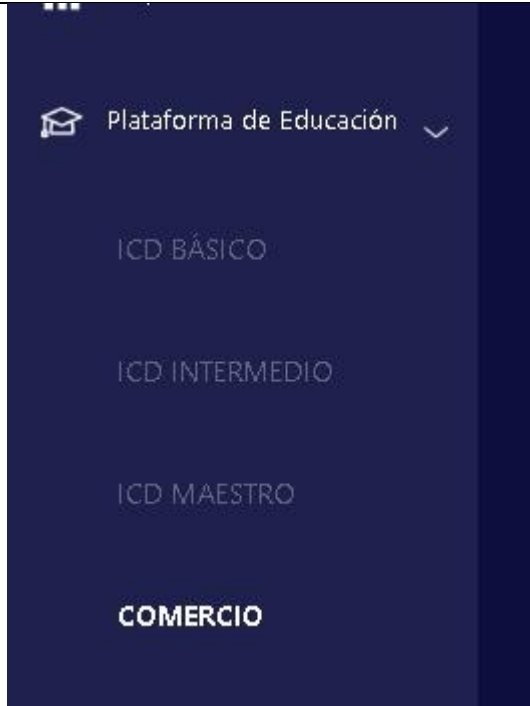 Plataforma de Educación
ICD BÁSICO
ICD INTERMEDIO
ICD MAESTRO
COMERCIO